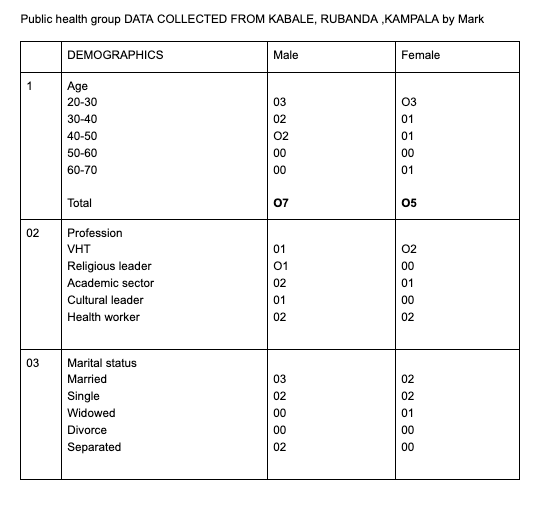 Public health group DATA COLLECTED FROM KABALE, RUBANDA ,KAMPALA by Mark
DEMOGRAPHICS Male Female
1 Age
20-30 03 O3
30-40 02 01
40-50 O2 01
50-60 00 00
60-70 00 01
Total O7 O5
02 Profession
VHT 01 O2
Religious leader O1 00
Academic sector 02 01
Cultural leader 01 00
Health worker 02 02
03 Marital status
Married 03 02
Single 02 02
Widowed 00 01
Divorce 00 00
Separated 02 00